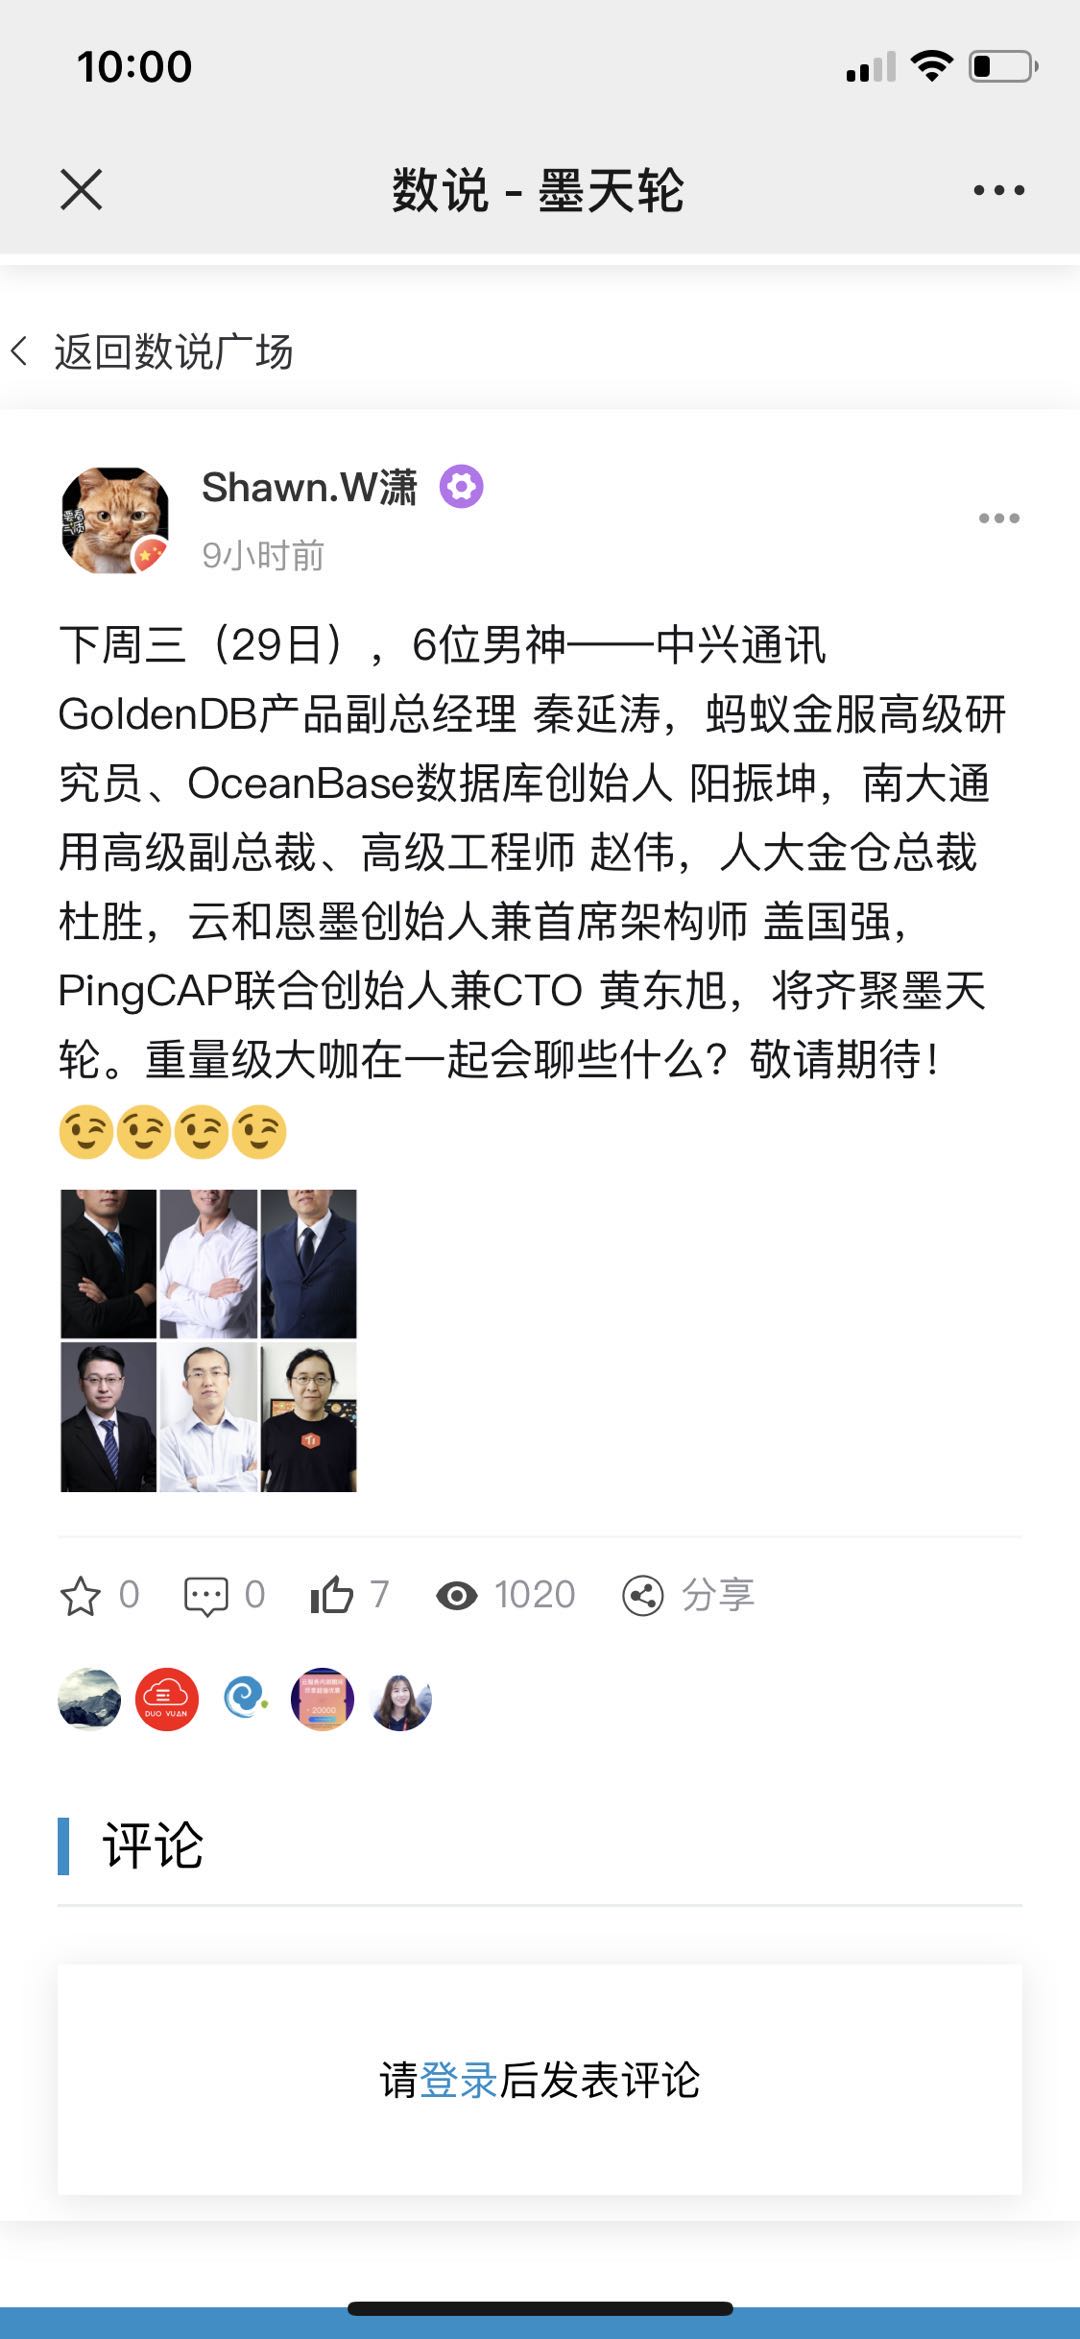 10:00
数说 - 墨天轮
返回数说广场
Shawn.W潇
9小时前
下周三（29日），6位男神——中兴通讯
GoldenDB产品副总经理 秦延涛，蚂蚁金服高级研
究员、OceanBase数据库创始人 阳振坤，南大通
用高级副总裁、高级工程师 赵伟，人大金仓总裁
杜胜，云和恩墨创始人兼首席架构师 盖国强，
PingCAP联合创始人兼CTO 黄东旭，将齐聚墨天
轮。重量级大咖在一起会聊些什么？敬请期待！
😉😉😉😉
0 0 7 1020 分享
DUO YUAN
20000
评论
请登录后发表评论